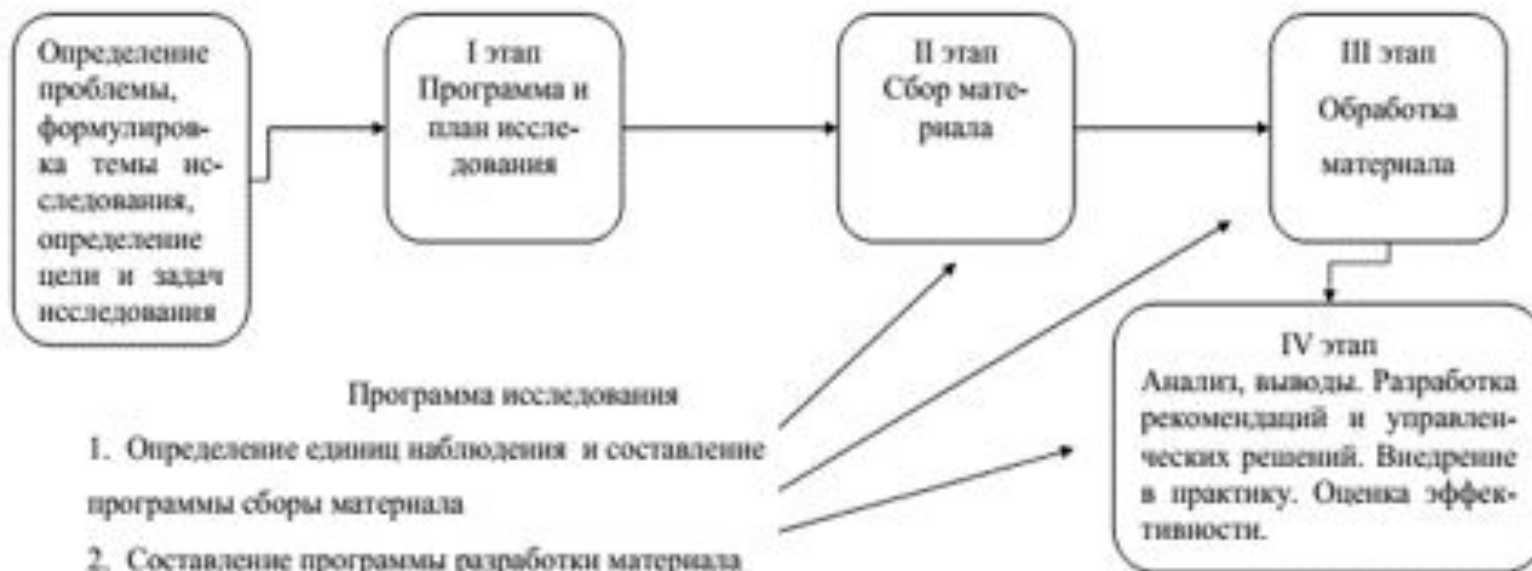 Определение
проблемы,
формулиров-
ка темы ис-
следования,
определение
цели и задач
исследования
I этап
Программа и
план иссле-
дования
II этап
Сбор мате-
риала
III этап
Обработка
материала
IV этап
Анализ, выводы. Разработка
рекомендаций и управлен-
ческих решений. Внедрение
в практику. Оценка эффек-
тивности.
Программа исследования
1. Определение единиц наблюдения и составление
программы сборы материала
2. Составление программы разработки материала